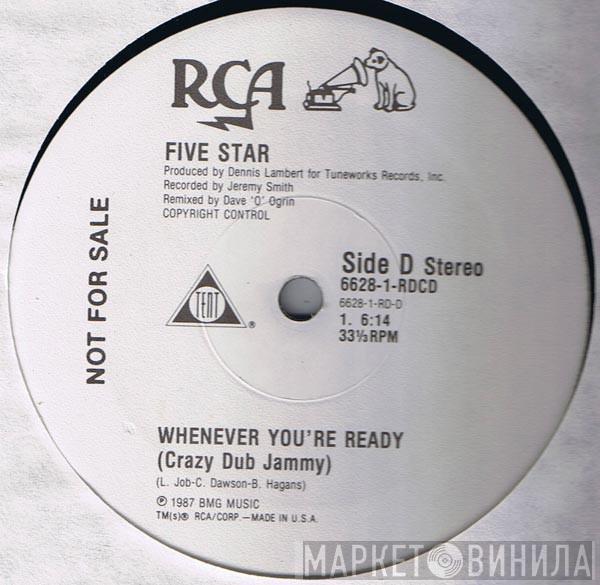 RCA
FIVE STAR
Produced by Dennis Lambert for Tuneworks Records, Inc.
Recorded by Jeremy Smith
Remixed by Dave 'O' Ogrin
COPYRIGHT CONTROL
NOT FOR SALE
TENT
®
Side D Stereo
6628-1-RDCD
6628-1-RD-D
1. 6:14
33⅓ RPM
WHENEVER YOU'RE READY
(Crazy Dub Jammy)
(L. Job-C. Dawson-B. Hagans)
℗ 1987 BMG MUSIC
TM(s)® RCA/CORP.—MADE IN U.S.A.
МАРКЕТ ВИНИЛА